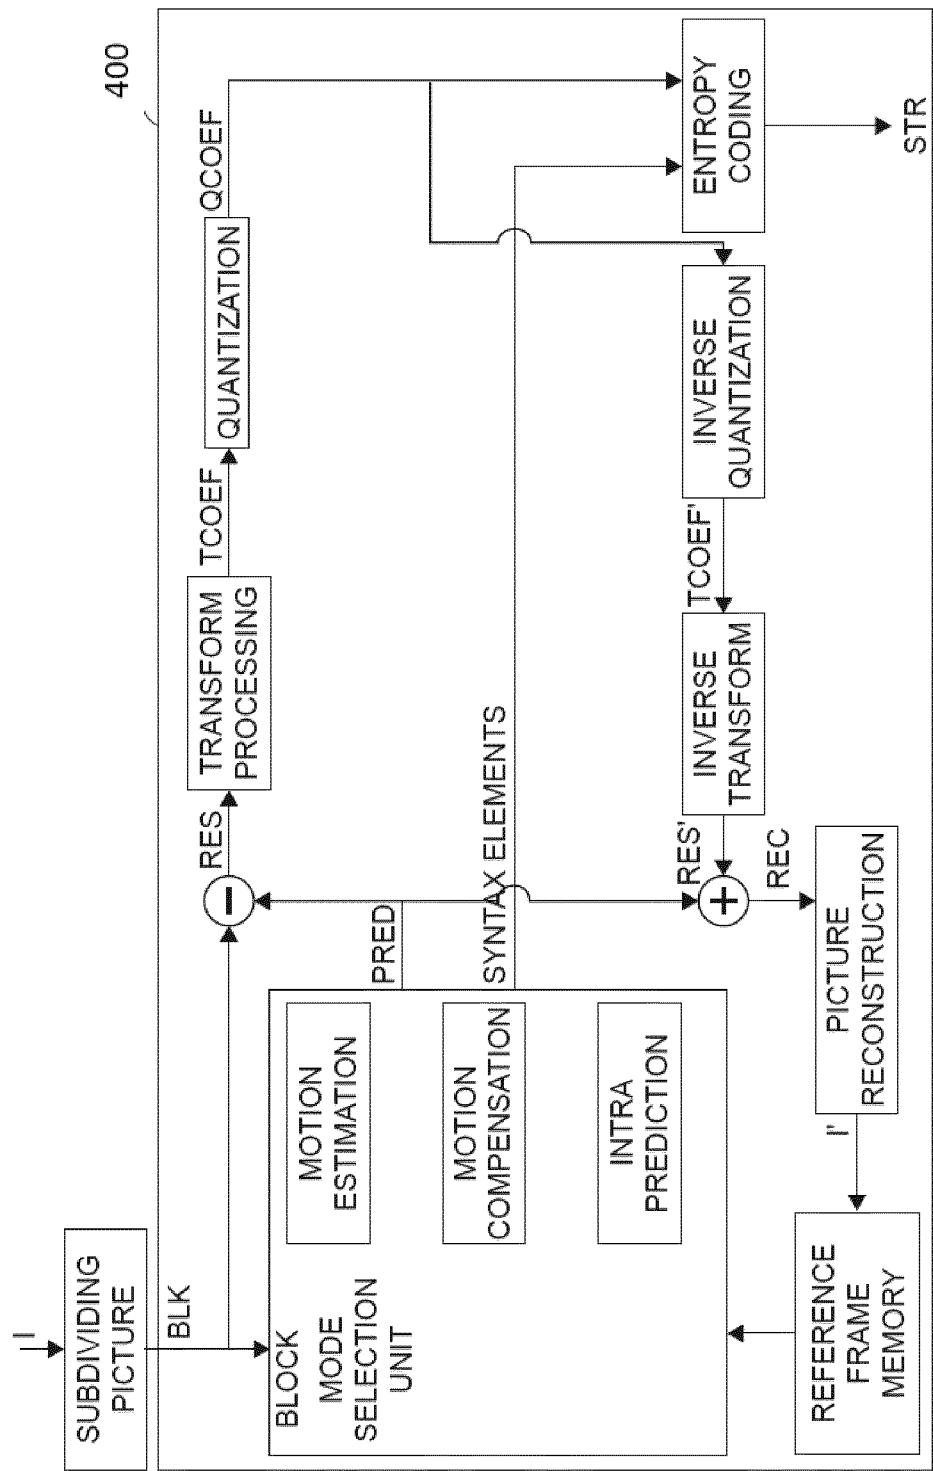 400
I
SUBDIVIDING
PICTURE
BLK
BLOCK
MODE
SELECTION
UNIT
MOTION
ESTIMATION
MOTION
COMPENSATION
INTRA
PREDICTION
PRED
SYNTAX ELEMENTS
−
RES
TRANSFORM
PROCESSING
TCOEF
QUANTIZATION
QCOEF
ENTROPY
CODING
STR
INVERSE
QUANTIZATION
TCOEF'
INVERSE
TRANSFORM
RES'
+
REC
PICTURE
RECONSTRUCTION
I'
REFERENCE
FRAME
MEMORY